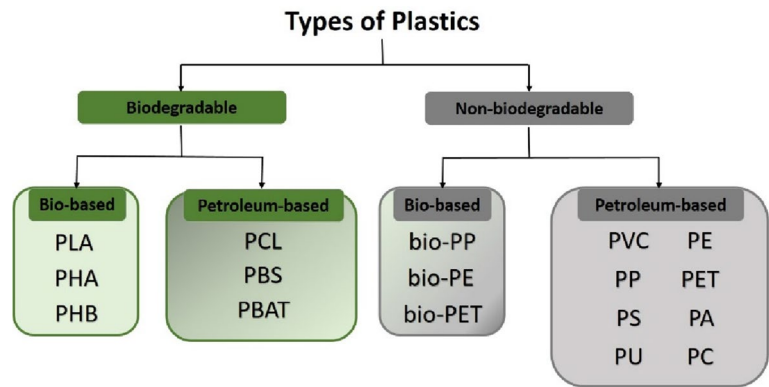 Types of Plastics
Biodegradable
Non-biodegradable
Bio-based
PLA
PHA
PHB
Petroleum-based
PCL
PBS
PBAT
Bio-based
bio-PP
bio-PE
bio-PET
Petroleum-based
PVC PE
PP PET
PS PA
PU PC